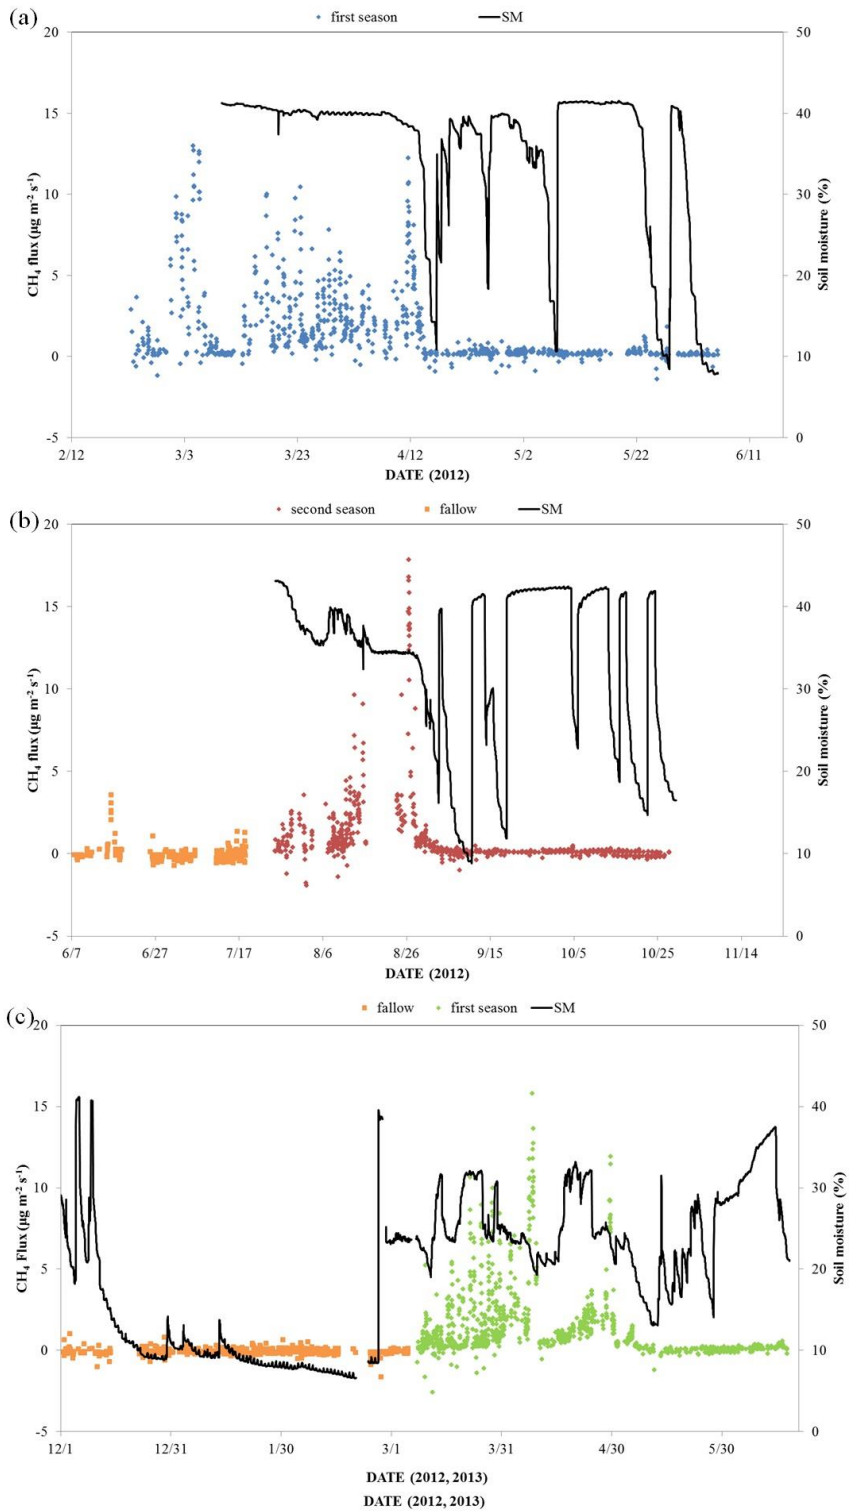 (a)
first season SM
20 50
15 40
10 30
5 20
0 10
-5 0
CH4 flux (µg m-2 s-1)
Soil moisture (%)
2/12 3/3 3/23 4/12 5/2 5/22 6/11
DATE (2012)
(b)
second season fallow SM
20 50
15 40
10 30
5 20
0 10
-5 0
CH4 flux (µg m-2 s-1)
Soil moisture (%)
6/7 6/27 7/17 8/6 8/26 9/15 10/5 10/25 11/14
DATE (2012)
(c)
fallow first season SM
20 50
15 40
10 30
5 20
0 10
-5 0
CH4 Flux (µg m-2 s-1)
Soil moisture (%)
12/1 12/31 1/30 3/1 3/31 4/30 5/30
DATE (2012, 2013)
DATE (2012, 2013)